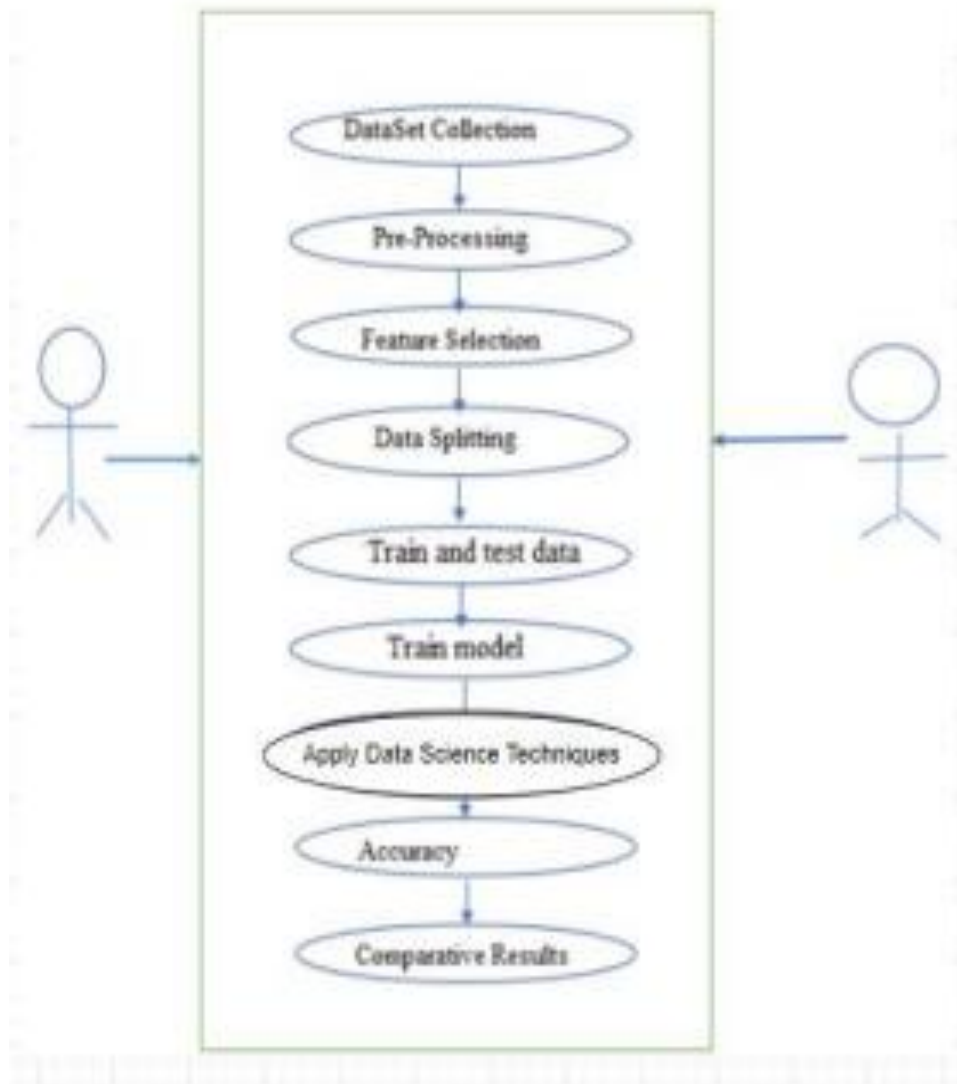 DataSet Collection
Pre-Processing
Feature Selection
Data Splitting
Train and test data
Train model
Apply Data Science Techniques
Accuracy
Comparative Results